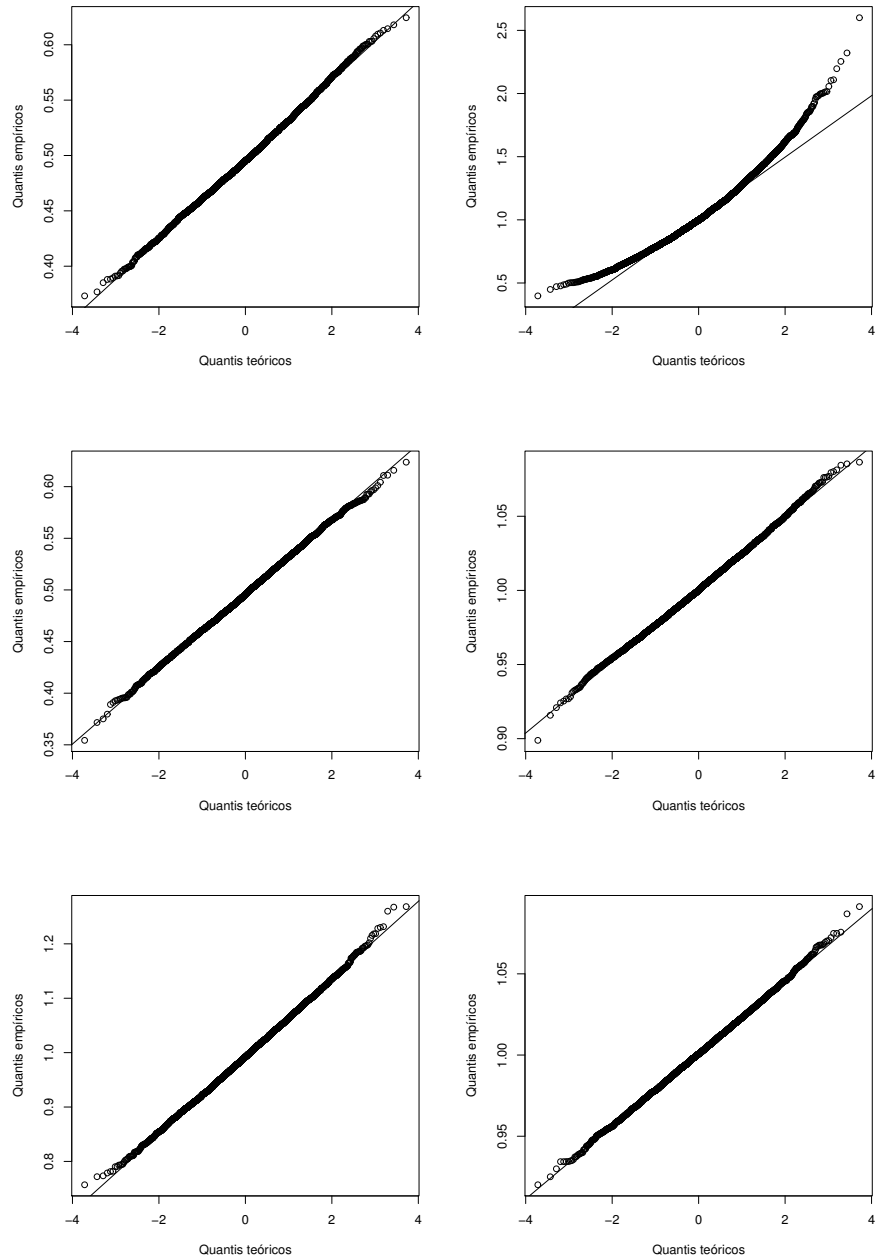 0.40 0.45 0.50 0.55 0.60
Quantis empíricos
−4 −2 0 2 4
Quantis teóricos
0.5 1.0 1.5 2.0 2.5
Quantis empíricos
−4 −2 0 2 4
Quantis teóricos
0.35 0.40 0.45 0.50 0.55 0.60
Quantis empíricos
−4 −2 0 2 4
Quantis teóricos
0.90 0.95 1.00 1.05
Quantis empíricos
−4 −2 0 2 4
Quantis teóricos
0.8 0.9 1.0 1.1 1.2
Quantis empíricos
−4 −2 0 2 4
Quantis teóricos
0.95 1.00 1.05
Quantis empíricos
−4 −2 0 2 4
Quantis teóricos